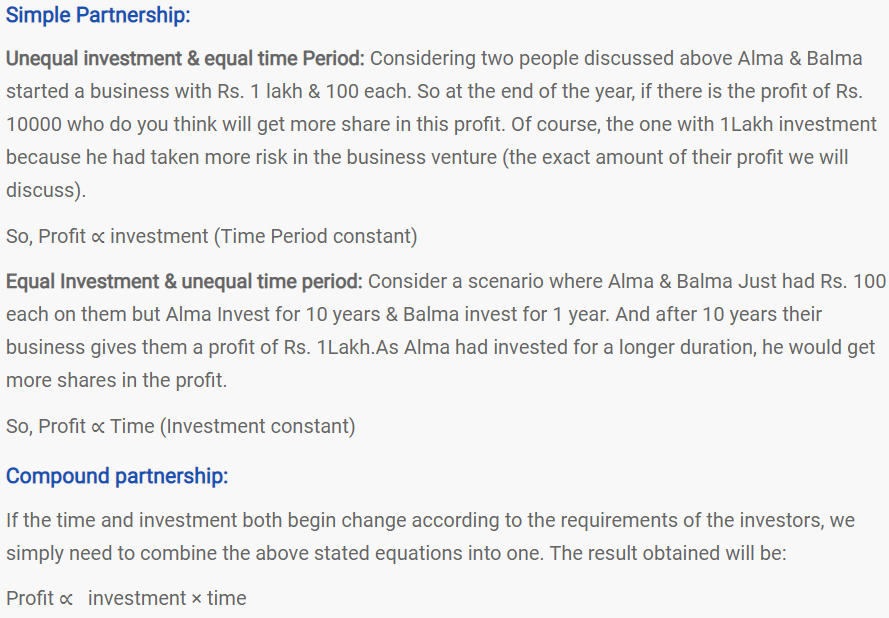 Simple Partnership:
Unequal investment & equal time Period: Considering two people discussed above Alma & Balma
started a business with Rs. 1 lakh & 100 each. So at the end of the year, if there is the profit of Rs.
10000 who do you think will get more share in this profit. Of course, the one with 1Lakh investment
because he had taken more risk in the business venture (the exact amount of their profit we will
discuss).
So, Profit ∝ investment (Time Period constant)
Equal Investment & unequal time period: Consider a scenario where Alma & Balma Just had Rs. 100
each on them but Alma Invest for 10 years & Balma invest for 1 year. And after 10 years their
business gives them a profit of Rs. 1Lakh.As Alma had invested for a longer duration, he would get
more shares in the profit.
So, Profit ∝ Time (Investment constant)
Compound partnership:
If the time and investment both begin change according to the requirements of the investors, we
simply need to combine the above stated equations into one. The result obtained will be:
Profit ∝ investment × time